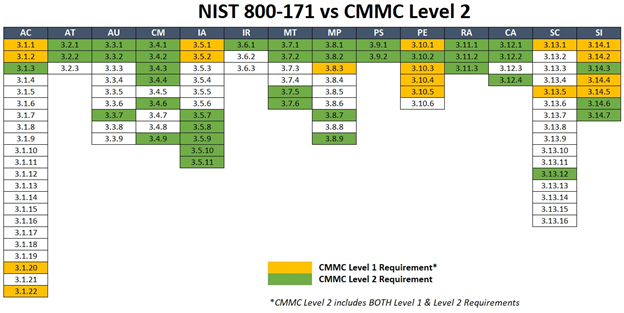 NIST 800-171 vs CMMC Level 2
AC AT AU CM IA IR MT MP PS PE RA CA SC SI
3.1.1 3.2.1 3.3.1 3.4.1 3.5.1 3.6.1 3.7.1 3.8.1 3.9.1 3.10.1 3.11.1 3.12.1 3.13.1 3.14.1
3.1.2 3.2.2 3.3.2 3.4.2 3.5.2 3.6.2 3.7.2 3.8.2 3.9.2 3.10.2 3.11.2 3.12.2 3.13.2 3.14.2
3.1.3 3.2.3 3.3.3 3.4.3 3.5.3 3.6.3 3.7.3 3.8.3 3.10.3 3.11.3 3.12.3 3.13.3 3.14.3
3.1.4 3.3.4 3.4.4 3.5.4 3.7.4 3.8.4 3.10.4 3.12.4 3.13.4 3.14.4
3.1.5 3.3.5 3.4.5 3.5.5 3.7.5 3.8.5 3.10.5 3.13.5 3.14.5
3.1.6 3.3.6 3.4.6 3.5.6 3.7.6 3.8.6 3.10.6 3.13.6 3.14.6
3.1.7 3.3.7 3.4.7 3.5.7 3.8.7 3.13.7 3.14.7
3.1.8 3.3.8 3.4.8 3.5.8 3.8.8 3.13.8
3.1.9 3.3.9 3.4.9 3.5.9 3.8.9 3.13.9
3.1.10 3.5.10 3.13.10
3.1.11 3.5.11 3.13.11
3.1.12 3.13.12
3.1.13 3.13.13
3.1.14 3.13.14
3.1.15 3.13.15
3.1.16 3.13.16
3.1.17
3.1.18
3.1.19
3.1.20
3.1.21
3.1.22
CMMC Level 1 Requirement*
CMMC Level 2 Requirement
*CMMC Level 2 includes BOTH Level 1 & Level 2 Requirements